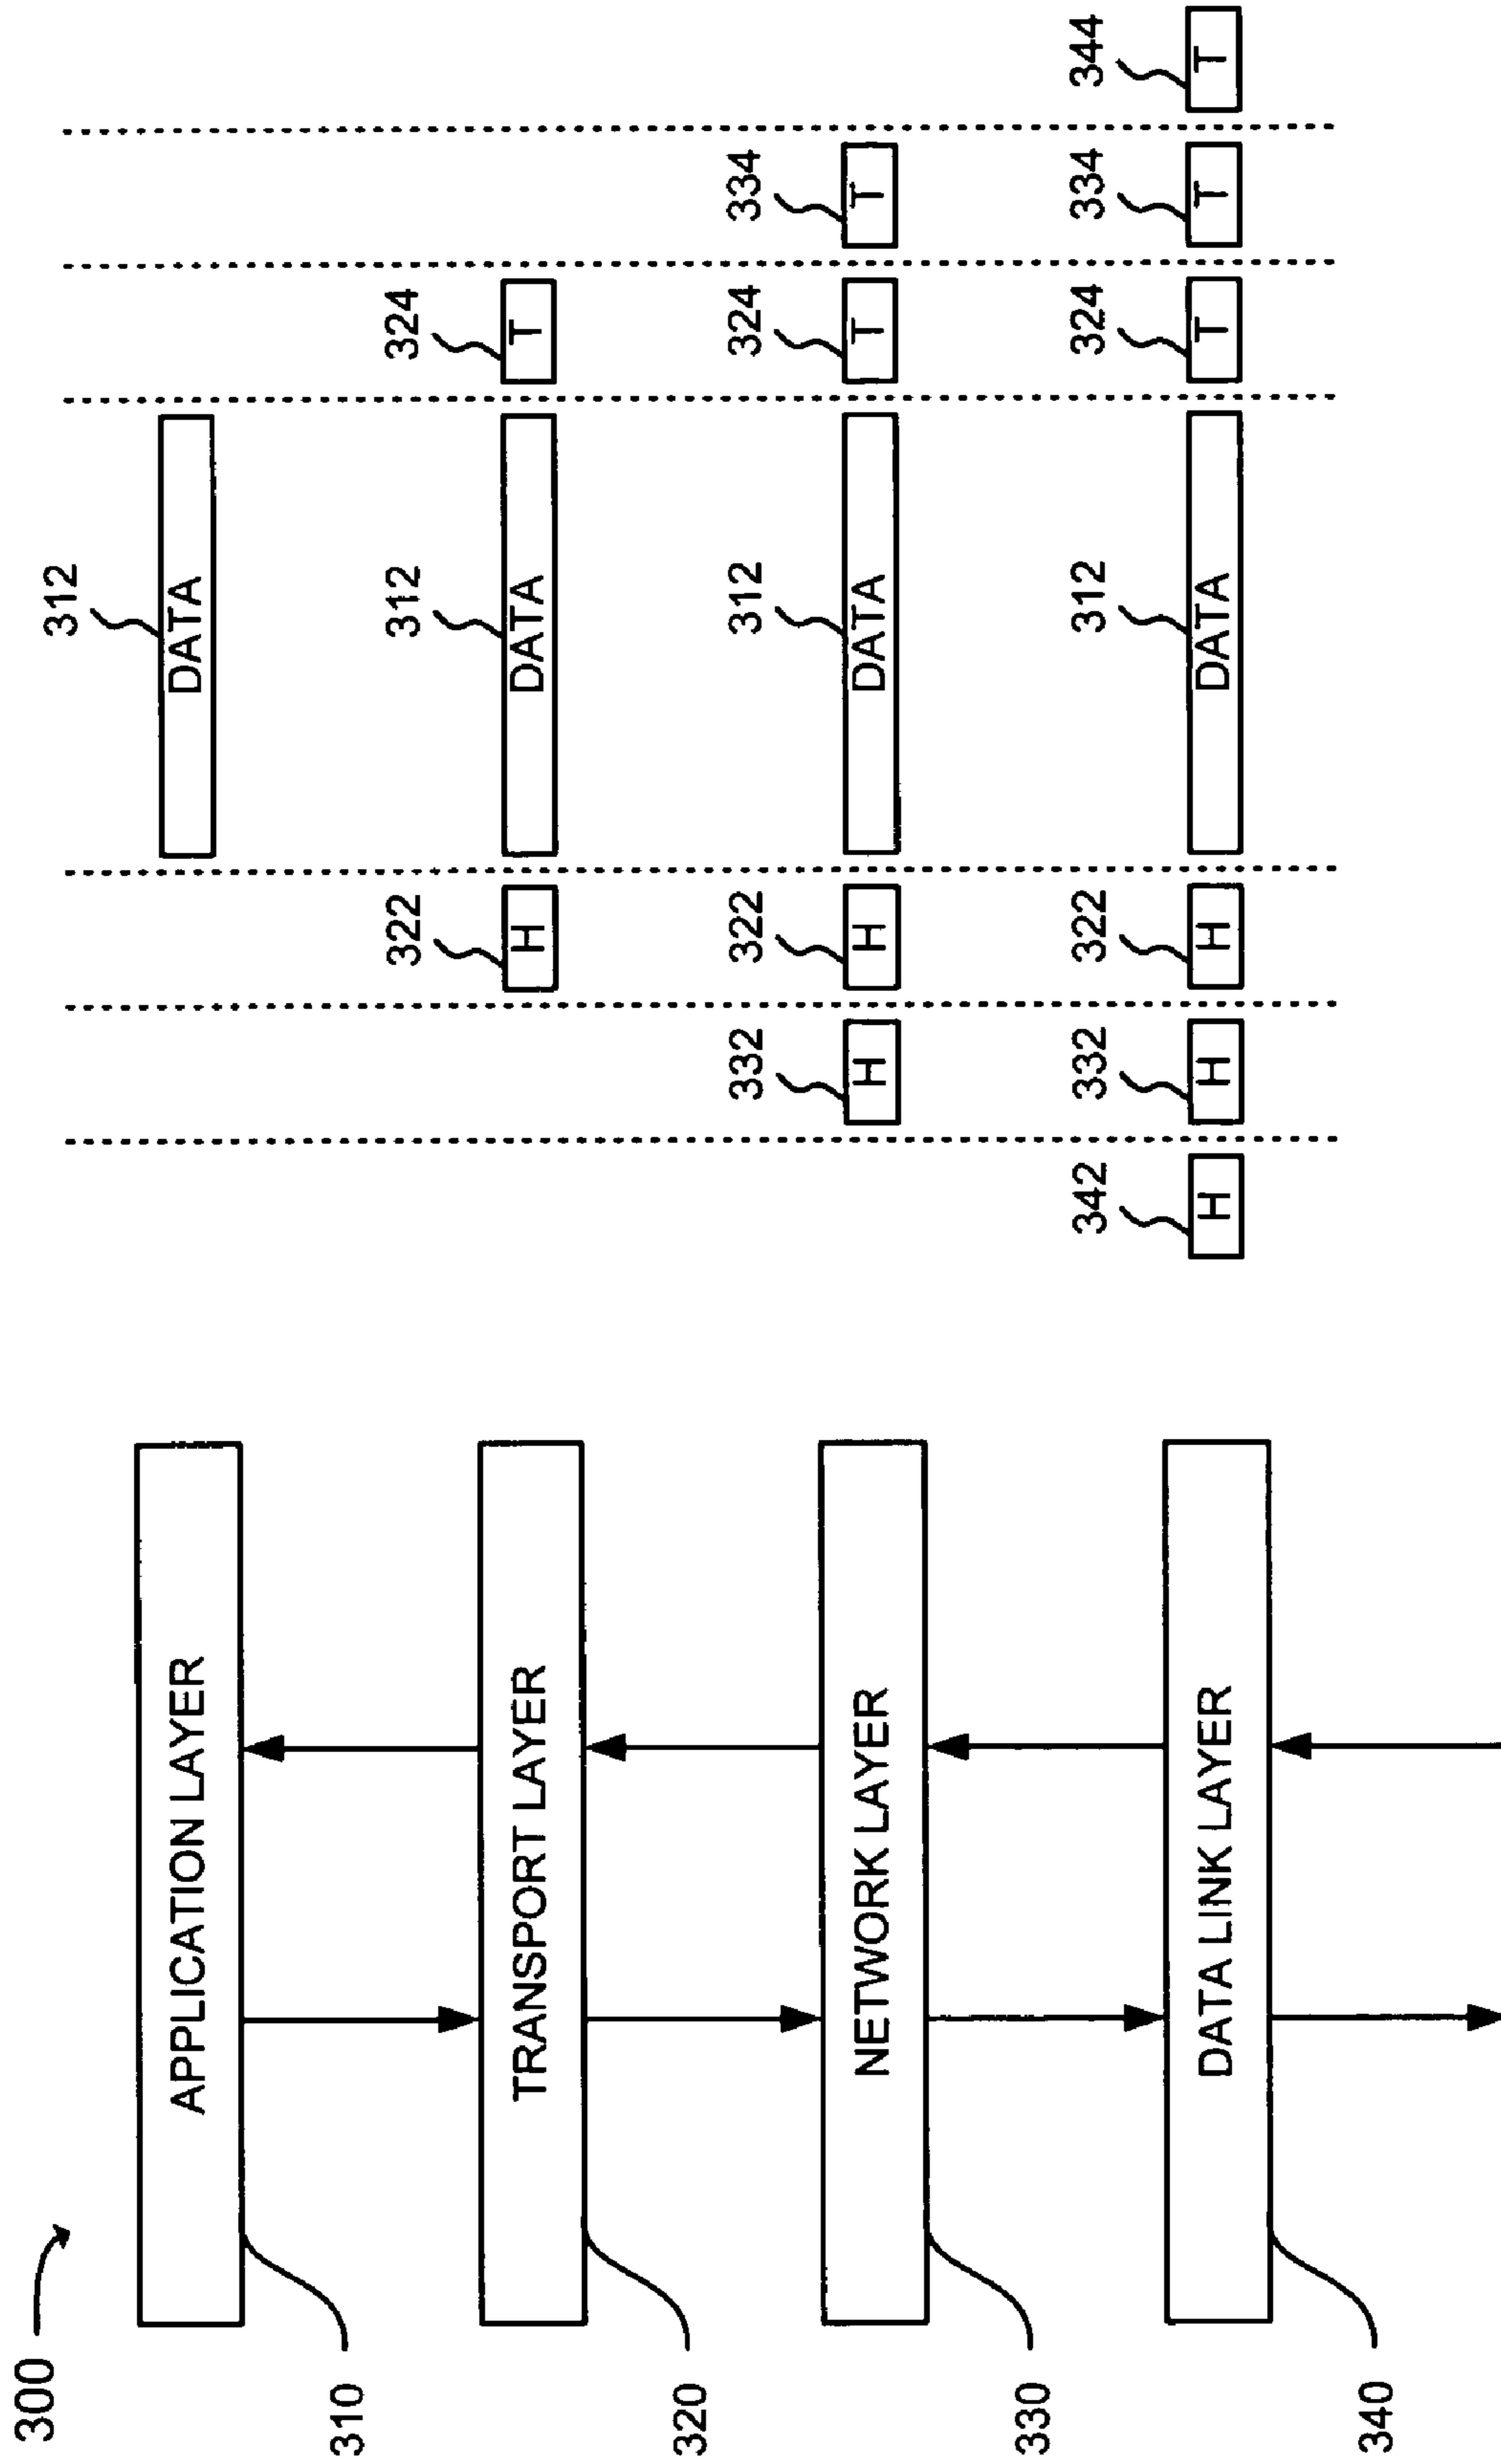 300
APPLICATION LAYER
310
312
DATA
TRANSPORT LAYER
320
322 312 324
H DATA T
NETWORK LAYER
330
332 322 312 324 334
H H DATA T T
DATA LINK LAYER
340
342 332 322 312 324 334 344
H H H DATA T T T